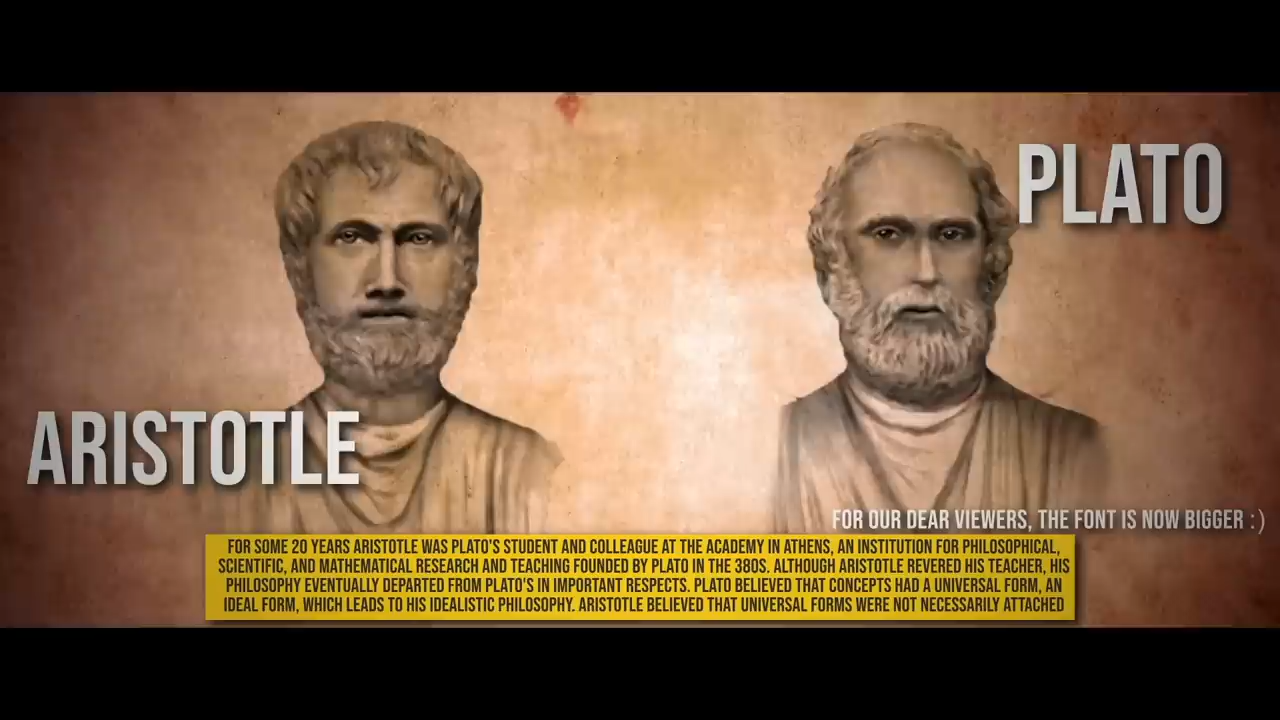 PLATO
ARISTOTLE
FOR OUR DEAR VIEWERS, THE FONT IS NOW BIGGER :)
FOR SOME 20 YEARS ARISTOTLE WAS PLATO'S STUDENT AND COLLEAGUE AT THE ACADEMY IN ATHENS, AN INSTITUTION FOR PHILOSOPHICAL,
SCIENTIFIC, AND MATHEMATICAL RESEARCH AND TEACHING FOUNDED BY PLATO IN THE 380S. ALTHOUGH ARISTOTLE REVERED HIS TEACHER, HIS
PHILOSOPHY EVENTUALLY DEPARTED FROM PLATO'S IN IMPORTANT RESPECTS. PLATO BELIEVED THAT CONCEPTS HAD A UNIVERSAL FORM, AN
IDEAL FORM, WHICH LEADS TO HIS IDEALISTIC PHILOSOPHY. ARISTOTLE BELIEVED THAT UNIVERSAL FORMS WERE NOT NECESSARILY ATTACHED